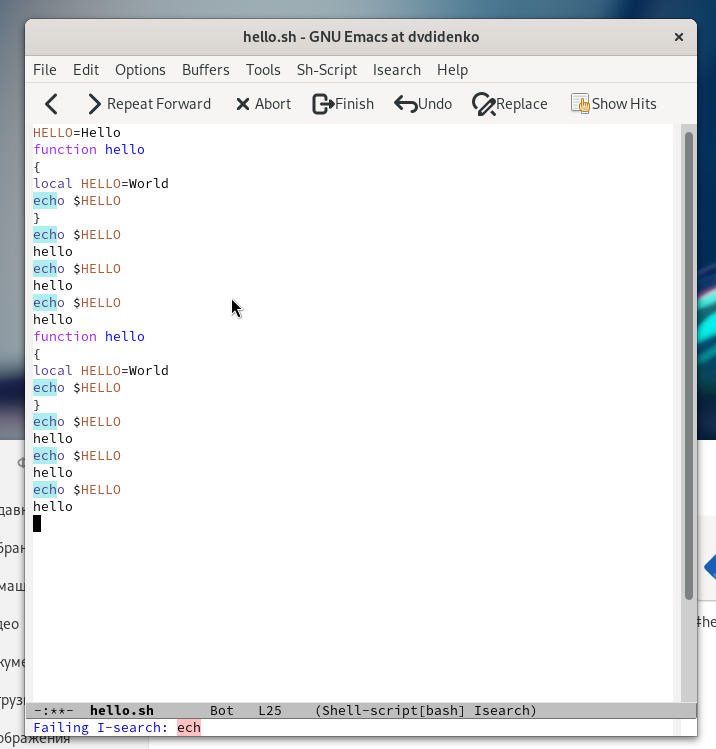 hello.sh - GNU Emacs at dvdidenko
File Edit Options Buffers Tools Sh-Script Isearch Help
Repeat Forward Abort Finish Undo Replace Show Hits
HELLO=Hello
function hello
{
local HELLO=World
echo $HELLO
}
echo $HELLO
hello
echo $HELLO
hello
echo $HELLO
hello
function hello
{
local HELLO=World
echo $HELLO
}
echo $HELLO
hello
echo $HELLO
hello
echo $HELLO
hello
-:**- hello.sh Bot L25 (Shell-script[bash] Isearch)
Failing I-search: ech